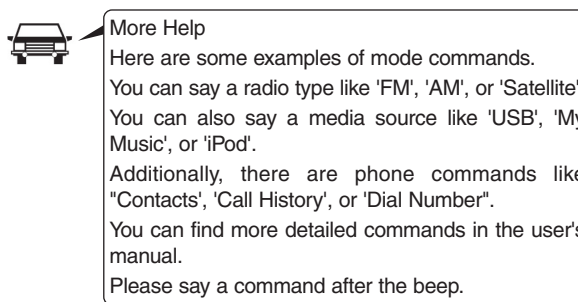 More Help
Here are some examples of mode commands.
You can say a radio type like 'FM', 'AM', or 'Satellite'
You can also say a media source like 'USB', 'My
Music', or 'iPod'.
Additionally, there are phone commands like
"Contacts', 'Call History', or 'Dial Number".
You can find more detailed commands in the user's
manual.
Please say a command after the beep.